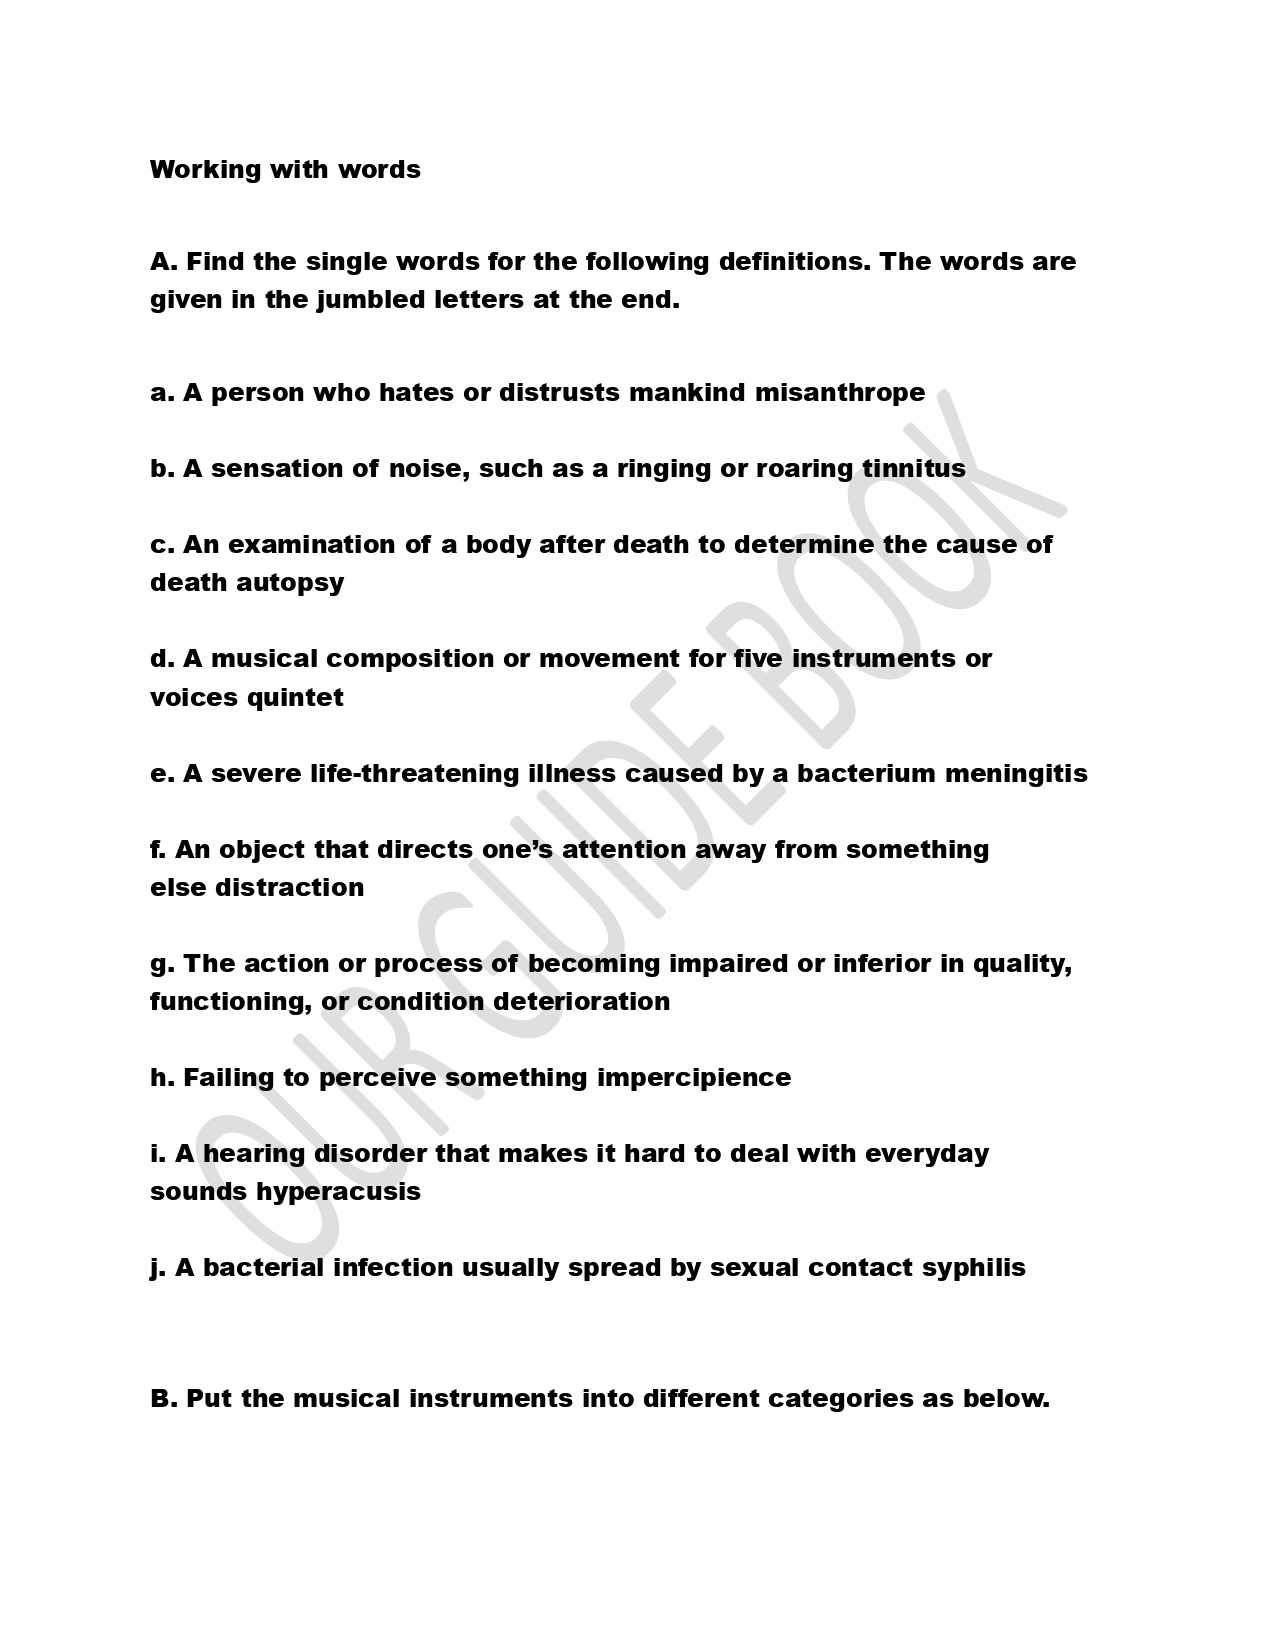 Working with words
A. Find the single words for the following definitions. The words are
given in the jumbled letters at the end.
a. A person who hates or distrusts mankind misanthrope
b. A sensation of noise, such as a ringing or roaring tinnitus
c. An examination of a body after death to determine the cause of
death autopsy
d. A musical composition or movement for five instruments or
voices quintet
e. A severe life-threatening illness caused by a bacterium meningitis
f. An object that directs one’s attention away from something
else distraction
g. The action or process of becoming impaired or inferior in quality,
functioning, or condition deterioration
h. Failing to perceive something impercipience
i. A hearing disorder that makes it hard to deal with everyday
sounds hyperacusis
j. A bacterial infection usually spread by sexual contact syphilis
B. Put the musical instruments into different categories as below.
OUR GUIDE BOOK